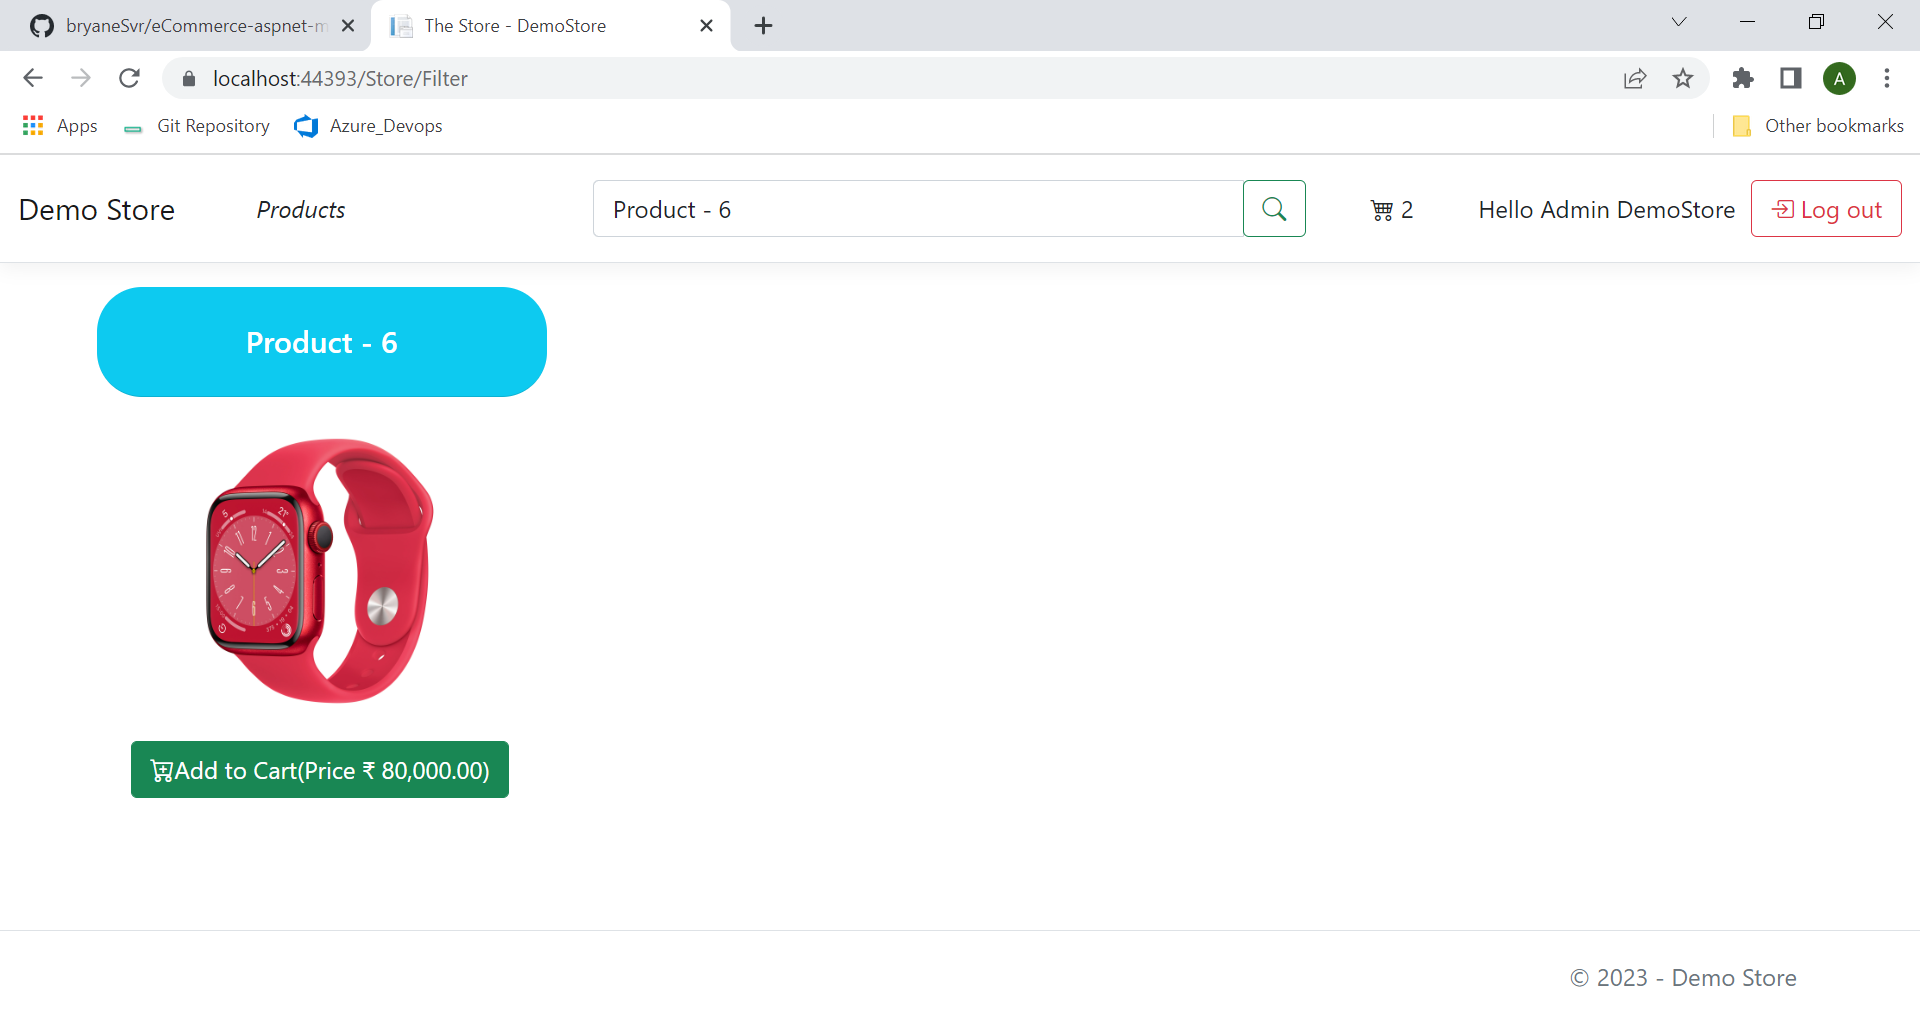 bryaneSvr/eCommerce-aspnet-m
The Store - DemoStore
localhost:44393/Store/Filter
A
Apps
Git Repository
Azure_Devops
Other bookmarks
Demo Store
Products
Product - 6
2
Hello Admin DemoStore
Log out
Product - 6
Add to Cart(Price ₹ 80,000.00)
© 2023 - Demo Store